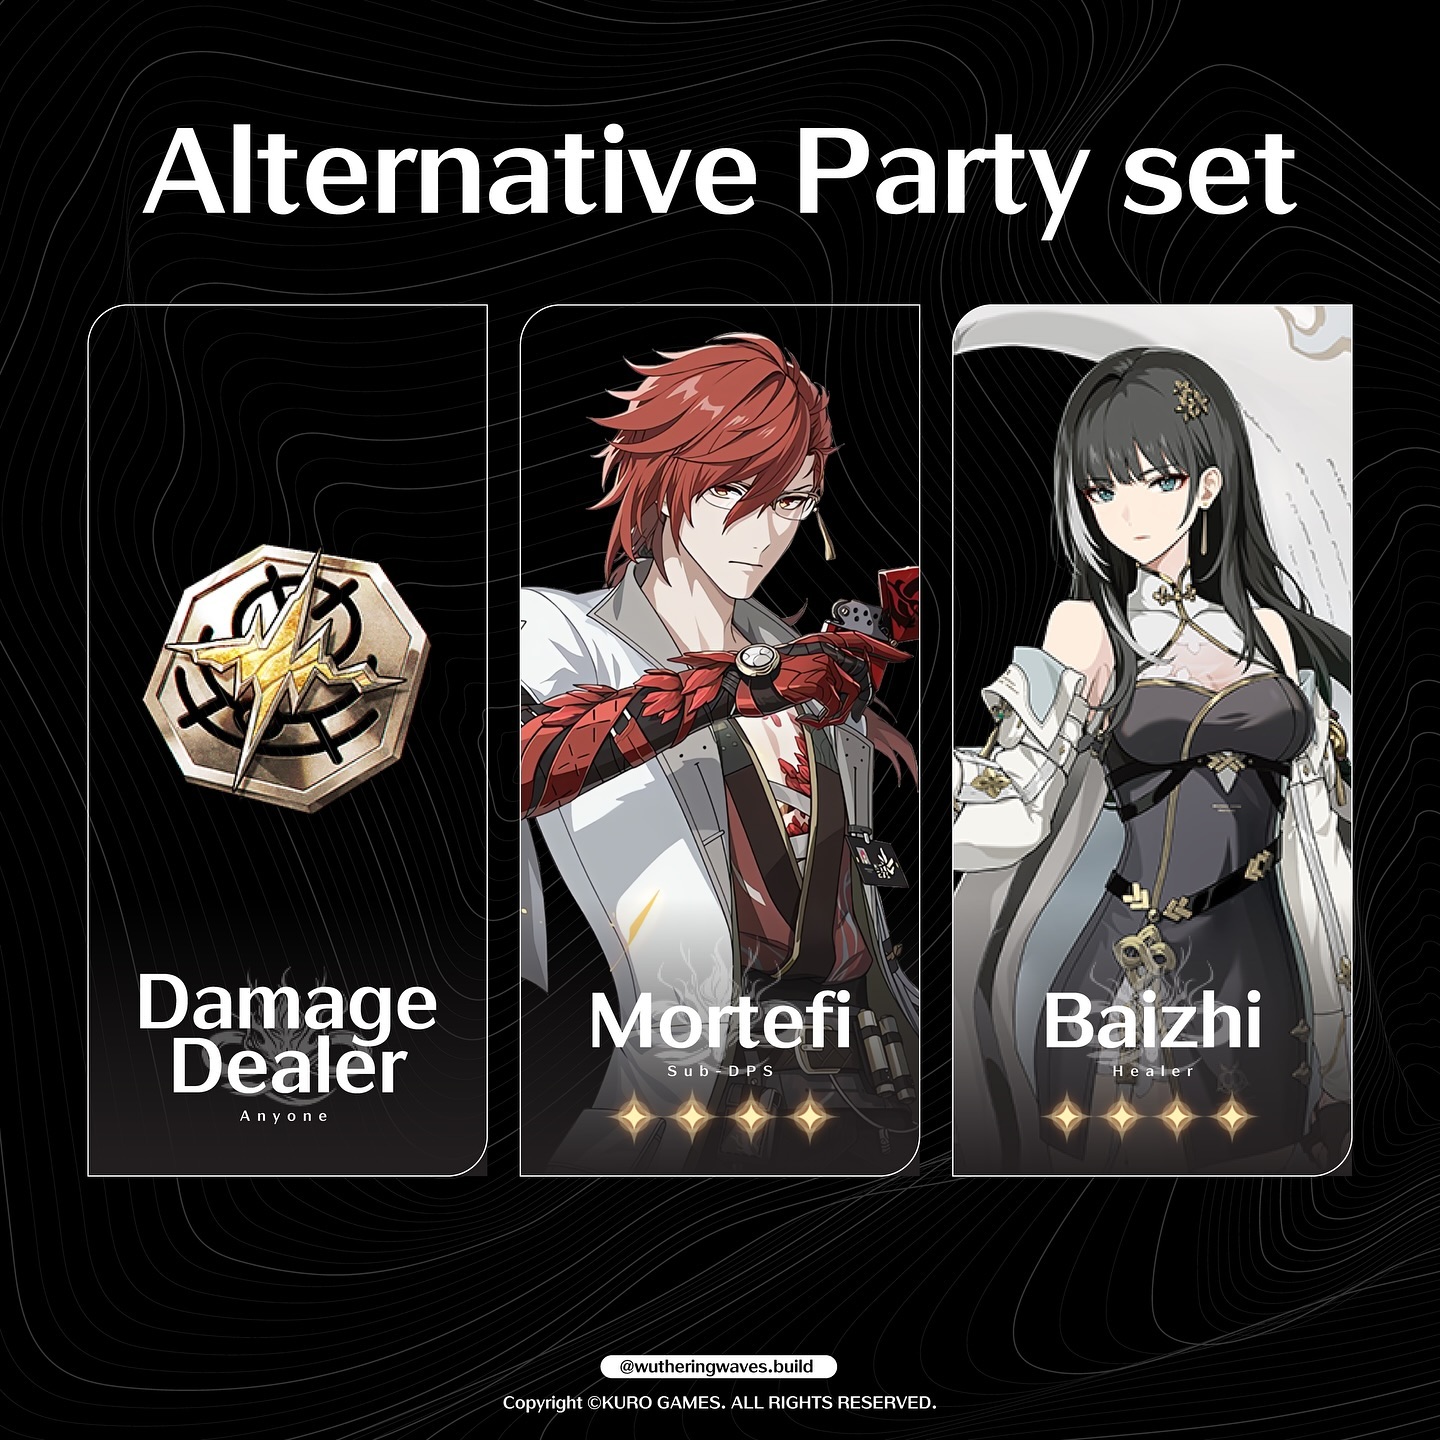 Alternative Party set
Damage
Dealer
Anyone
Mortefi
Sub-DPS
Baizhi
Healer
@wutheringwaves.build
Copyright ©KURO GAMES. ALL RIGHTS RESERVED.